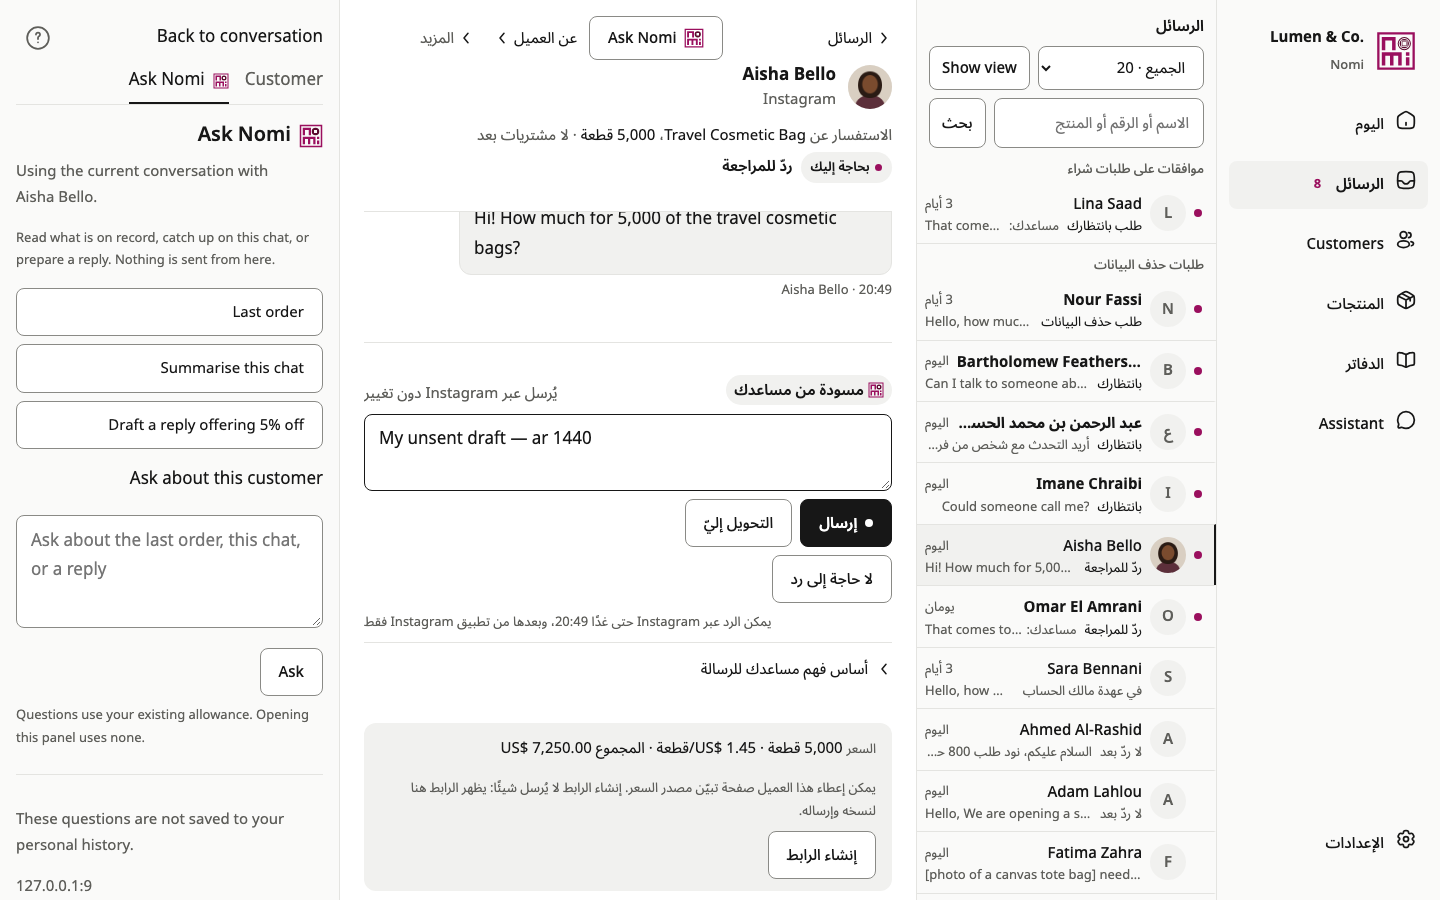 Lumen & Co.
Nomi
اليوم
الرسائل 8
Customers
المنتجات
الدفاتر
Assistant
الإعدادات
الرسائل
الجميع · 20
Show view
الاسم أو الرقم أو المنتج
بحث
موافقات على طلبات شراء
L
Lina Saad
3 أيام
طلب بانتظارك
مساعدك: That come...
طلبات حذف البيانات
N
Nour Fassi
3 أيام
طلب حذف البيانات
Hello, how muc...
B
Bartholomew Feathers...
اليوم
بانتظارك
Can I talk to someone ab...
ع
عبد الرحمن بن محمد الحسـ...
اليوم
بانتظارك
أريد التحدث مع شخص من فر...
I
Imane Chraibi
اليوم
بانتظارك
Could someone call me?
Aisha Bello
اليوم
ردّ للمراجعة
Hi! How much for 5,00...
O
Omar El Amrani
يومان
ردّ للمراجعة
مساعدك: That comes to...
S
Sara Bennani
3 أيام
في عهدة مالك الحساب
Hello, how ...
A
Ahmed Al-Rashid
اليوم
لا ردّ بعد
السلام عليكم، نود طلب 800 حـ...
A
Adam Lahlou
اليوم
لا ردّ بعد
Hello, We are opening a s...
F
Fatima Zahra
اليوم
[photo of a canvas tote bag] need...
الرسائل
Ask Nomi
عن العميل
المزيد
Aisha Bello
Instagram
الاستفسار عن Travel Cosmetic Bag، 5,000 قطعة · لا مشتريات بعد
بحاجة إليك
ردّ للمراجعة
Hi! How much for 5,000 of the travel cosmetic
bags?
Aisha Bello · 20:49
مسودة من مساعدك
يُرسل عبر Instagram دون تغيير
My unsent draft — ar 1440
إرسال
التحويل إليّ
لا حاجة إلى رد
يمكن الرد عبر Instagram حتى غدًا 20:49، وبعدها من تطبيق Instagram فقط
أساس فهم مساعدك للرسالة
السعر 5,000 قطعة · US$ 1.45/قطعة · المجموع US$ 7,250.00
يمكن إعطاء هذا العميل صفحة تبيّن مصدر السعر. إنشاء الرابط لا يُرسل شيئًا: يظهر الرابط هنا
لنسخه وإرساله.
إنشاء الرابط
?
Back to conversation
Customer
Ask Nomi
Ask Nomi
Using the current conversation with
Aisha Bello.
Read what is on record, catch up on this chat, or
prepare a reply. Nothing is sent from here.
Last order
Summarise this chat
Draft a reply offering 5% off
Ask about this customer
Ask about the last order, this chat,
or a reply
Ask
Questions use your existing allowance. Opening
this panel uses none.
These questions are not saved to your
personal history.
127.0.0.1:9